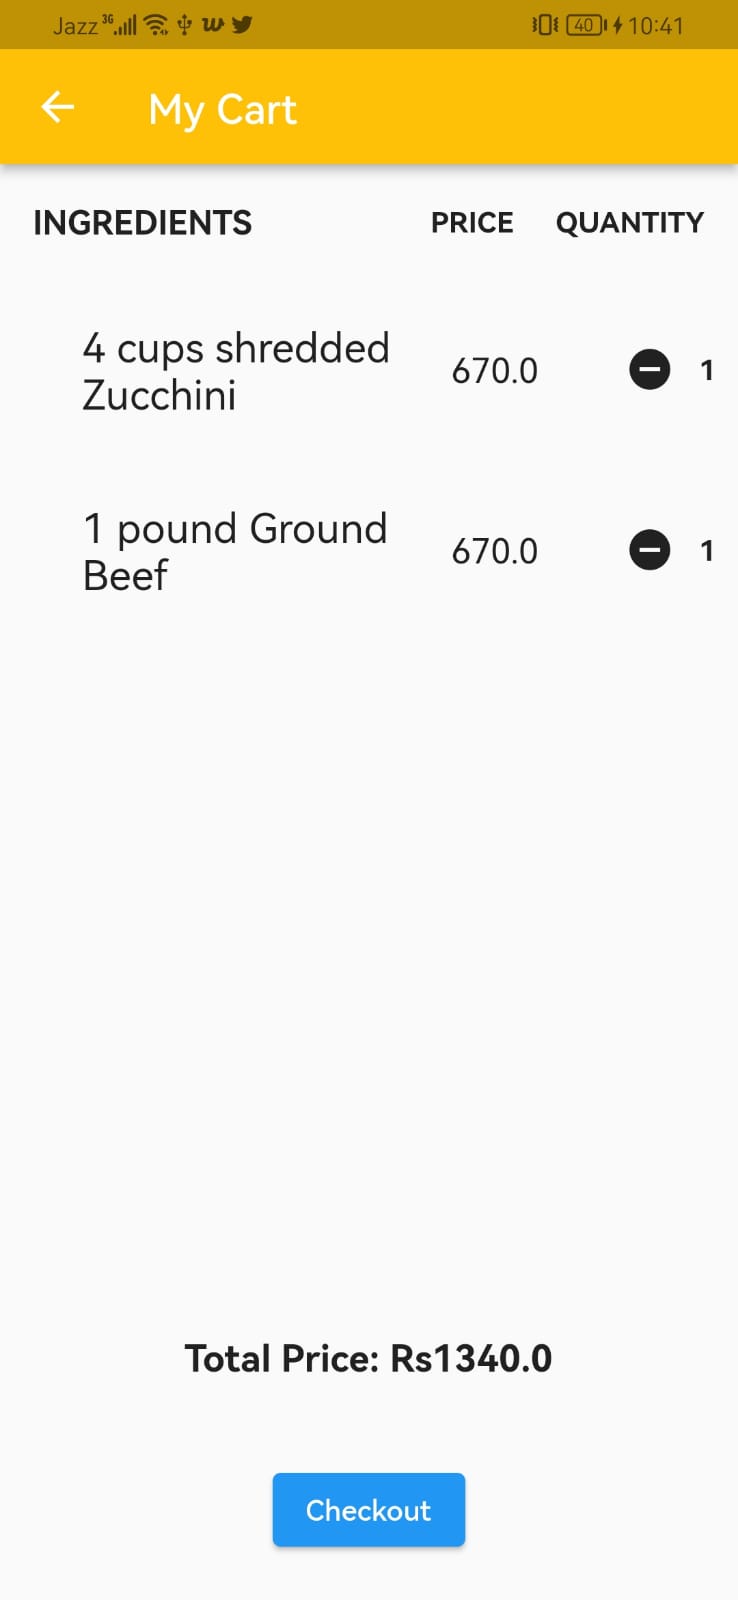 Jazz 3G 40 10:41
My Cart
INGREDIENTS PRICE QUANTITY
4 cups shredded
Zucchini
670.0 1
1 pound Ground
Beef
670.0 1
Total Price: Rs1340.0
Checkout